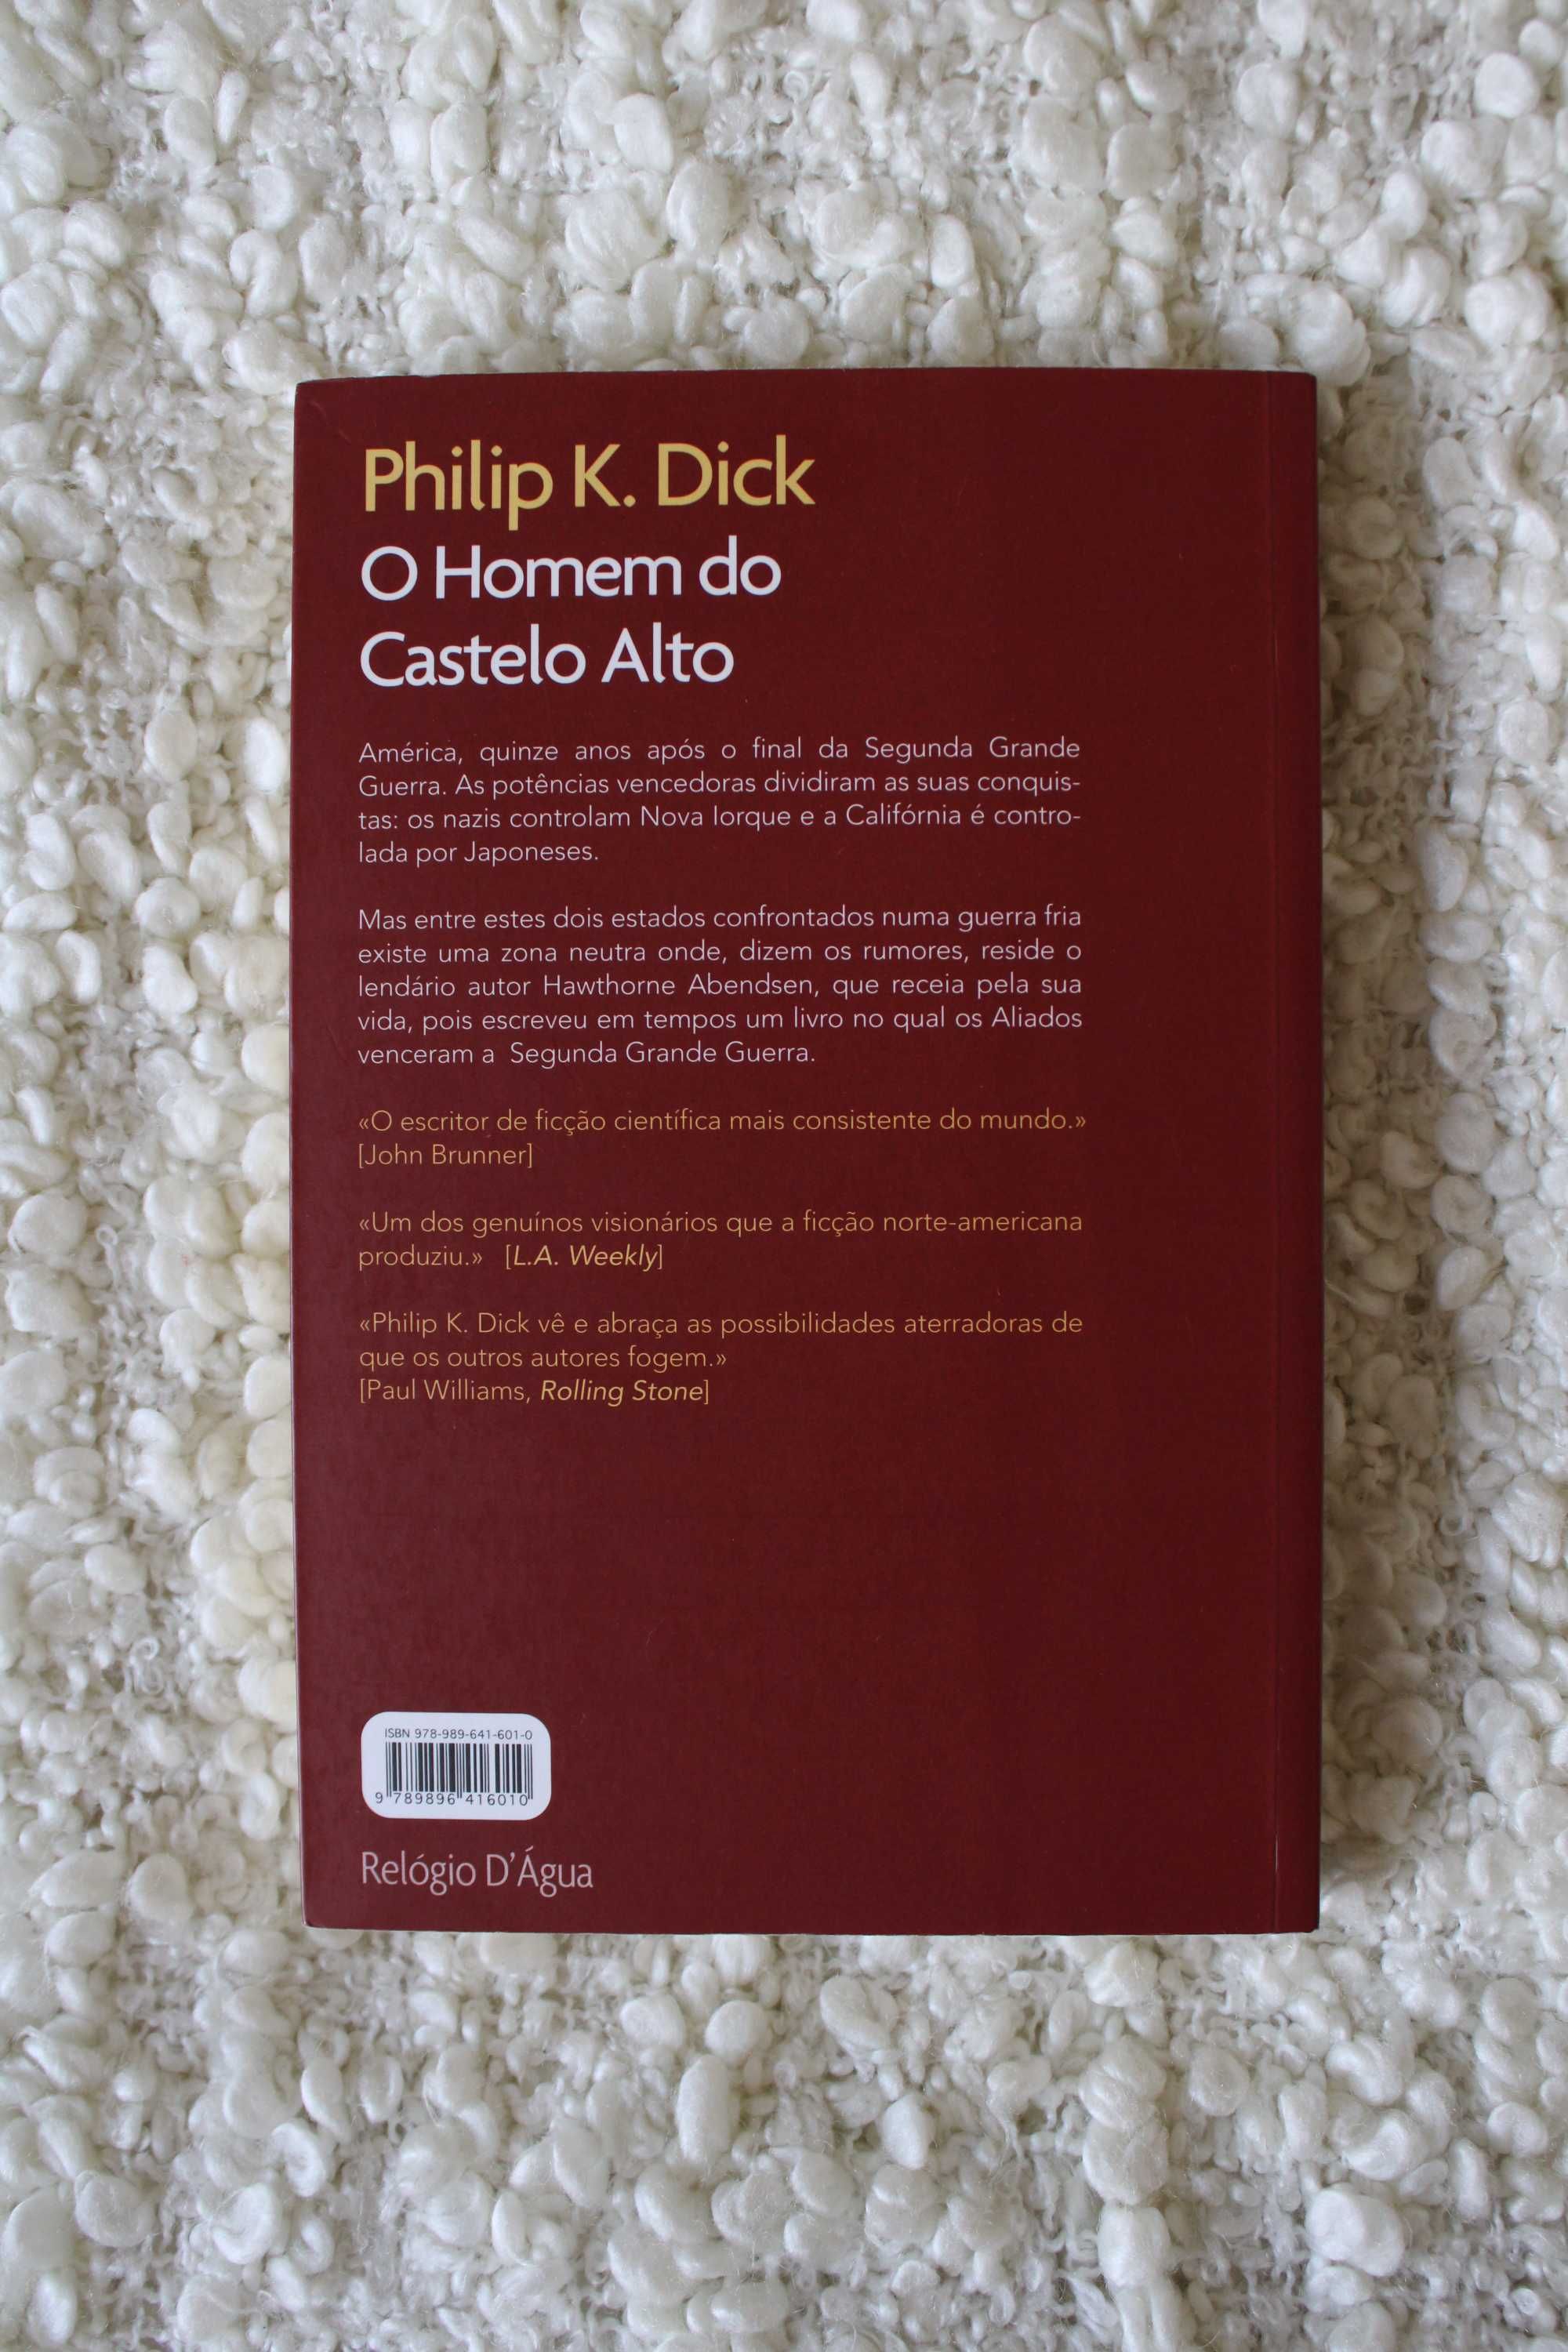 Philip K. Dick
O Homem do
Castelo Alto
América, quinze anos após o final da Segunda Grande
Guerra. As potências vencedoras dividiram as suas conquis-
tas: os nazis controlam Nova Iorque e a Califórnia é contro-
lada por Japoneses.
Mas entre estes dois estados confrontados numa guerra fria
existe uma zona neutra onde, dizem os rumores, reside o
lendário autor Hawthorne Abendsen, que receia pela sua
vida, pois escreveu em tempos um livro no qual os Aliados
venceram a  Segunda Grande Guerra.
«O escritor de ficção científica mais consistente do mundo.»
[John Brunner]
«Um dos genuínos visionários que a ficção norte-americana
produziu.»  [L.A. Weekly]
«Philip K. Dick vê e abraça as possibilidades aterradoras de
que os outros autores fogem.»
[Paul Williams, Rolling Stone]
ISBN 978-989-641-601-0
9 789896 416010
Relógio D'Água